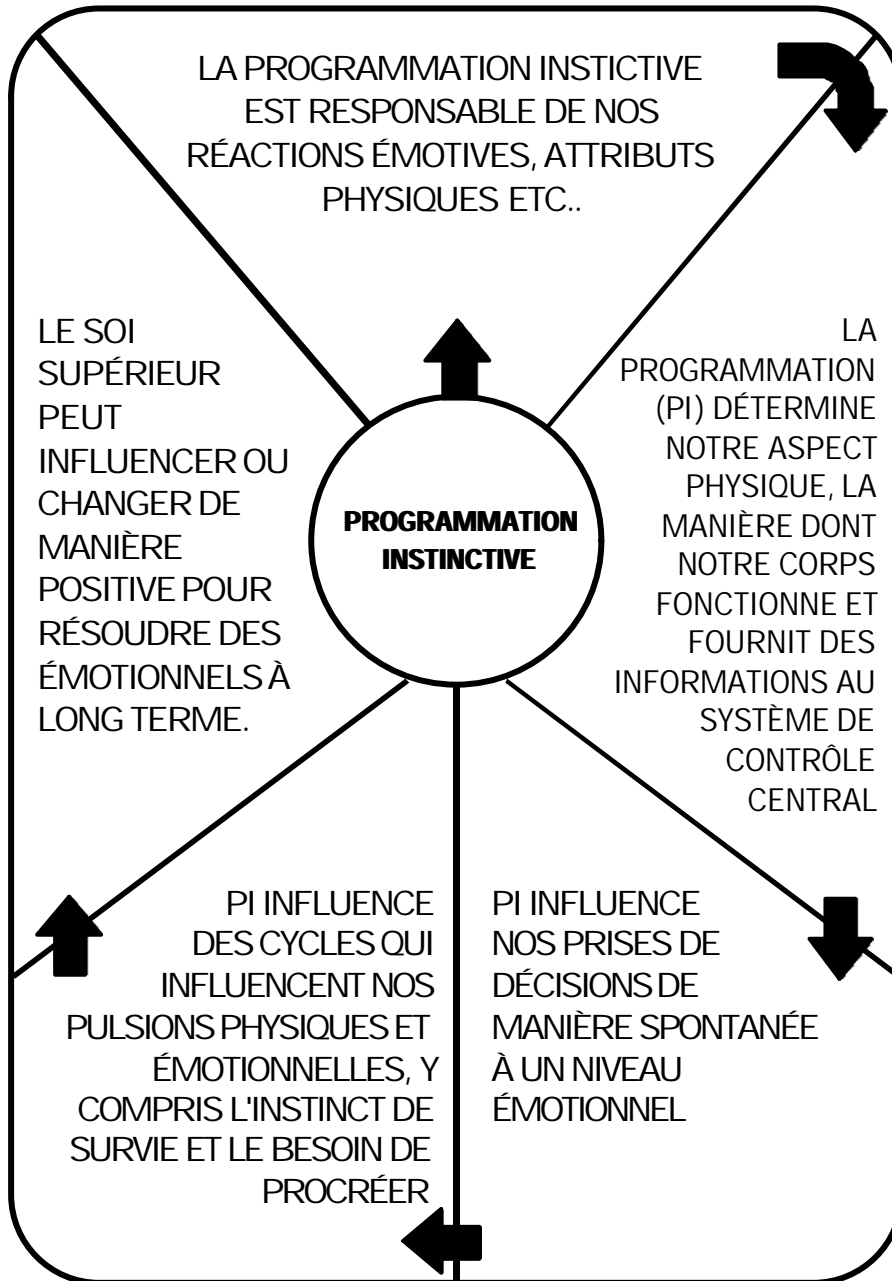 LA PROGRAMMATION INSTICTIVE
EST RESPONSABLE DE NOS
RÉACTIONS ÉMOTIVES, ATTRIBUTS
PHYSIQUES ETC..
LA
PROGRAMMATION
(PI) DÉTERMINE
NOTRE ASPECT
PHYSIQUE, LA
MANIÈRE DONT
NOTRE CORPS
FONCTIONNE ET
FOURNIT DES
INFORMATIONS AU
SYSTÈME DE
CONTRÔLE
CENTRAL
PI INFLUENCE
NOS PRISES DE
DÉCISIONS DE
MANIÈRE SPONTANÉE
À UN NIVEAU
ÉMOTIONNEL
PI INFLUENCE
DES CYCLES QUI
INFLUENCENT NOS
PULSIONS PHYSIQUES ET
ÉMOTIONNELLES, Y
COMPRIS L'INSTINCT DE
SURVIE ET LE BESOIN DE
PROCRÉER
LE SOI
SUPÉRIEUR
PEUT
INFLUENCER OU
CHANGER DE
MANIÈRE
POSITIVE POUR
RÉSOUDRE DES
ÉMOTIONNELS À
LONG TERME.
PROGRAMMATION
INSTINCTIVE